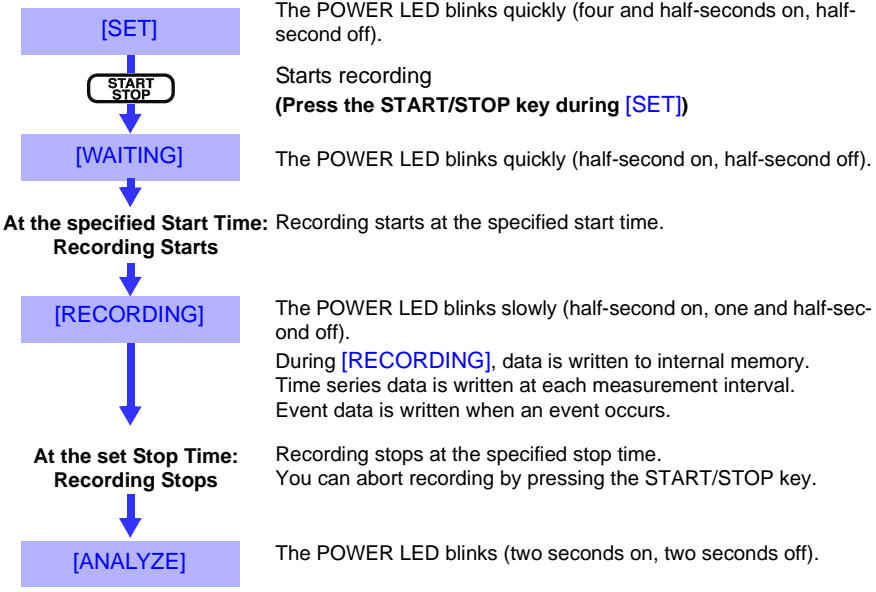 The POWER LED blinks quickly (four and half-seconds on, half-
second off).
[SET]
START
STOP
Starts recording
(Press the START/STOP key during [SET])
[WAITING]
The POWER LED blinks quickly (half-second on, half-second off).
At the specified Start Time:
Recording Starts
Recording starts at the specified start time.
[RECORDING]
The POWER LED blinks slowly (half-second on, one and half-sec-
ond off).
During [RECORDING], data is written to internal memory.
Time series data is written at each measurement interval.
Event data is written when an event occurs.
At the set Stop Time:
Recording Stops
Recording stops at the specified stop time.
You can abort recording by pressing the START/STOP key.
[ANALYZE]
The POWER LED blinks (two seconds on, two seconds off).